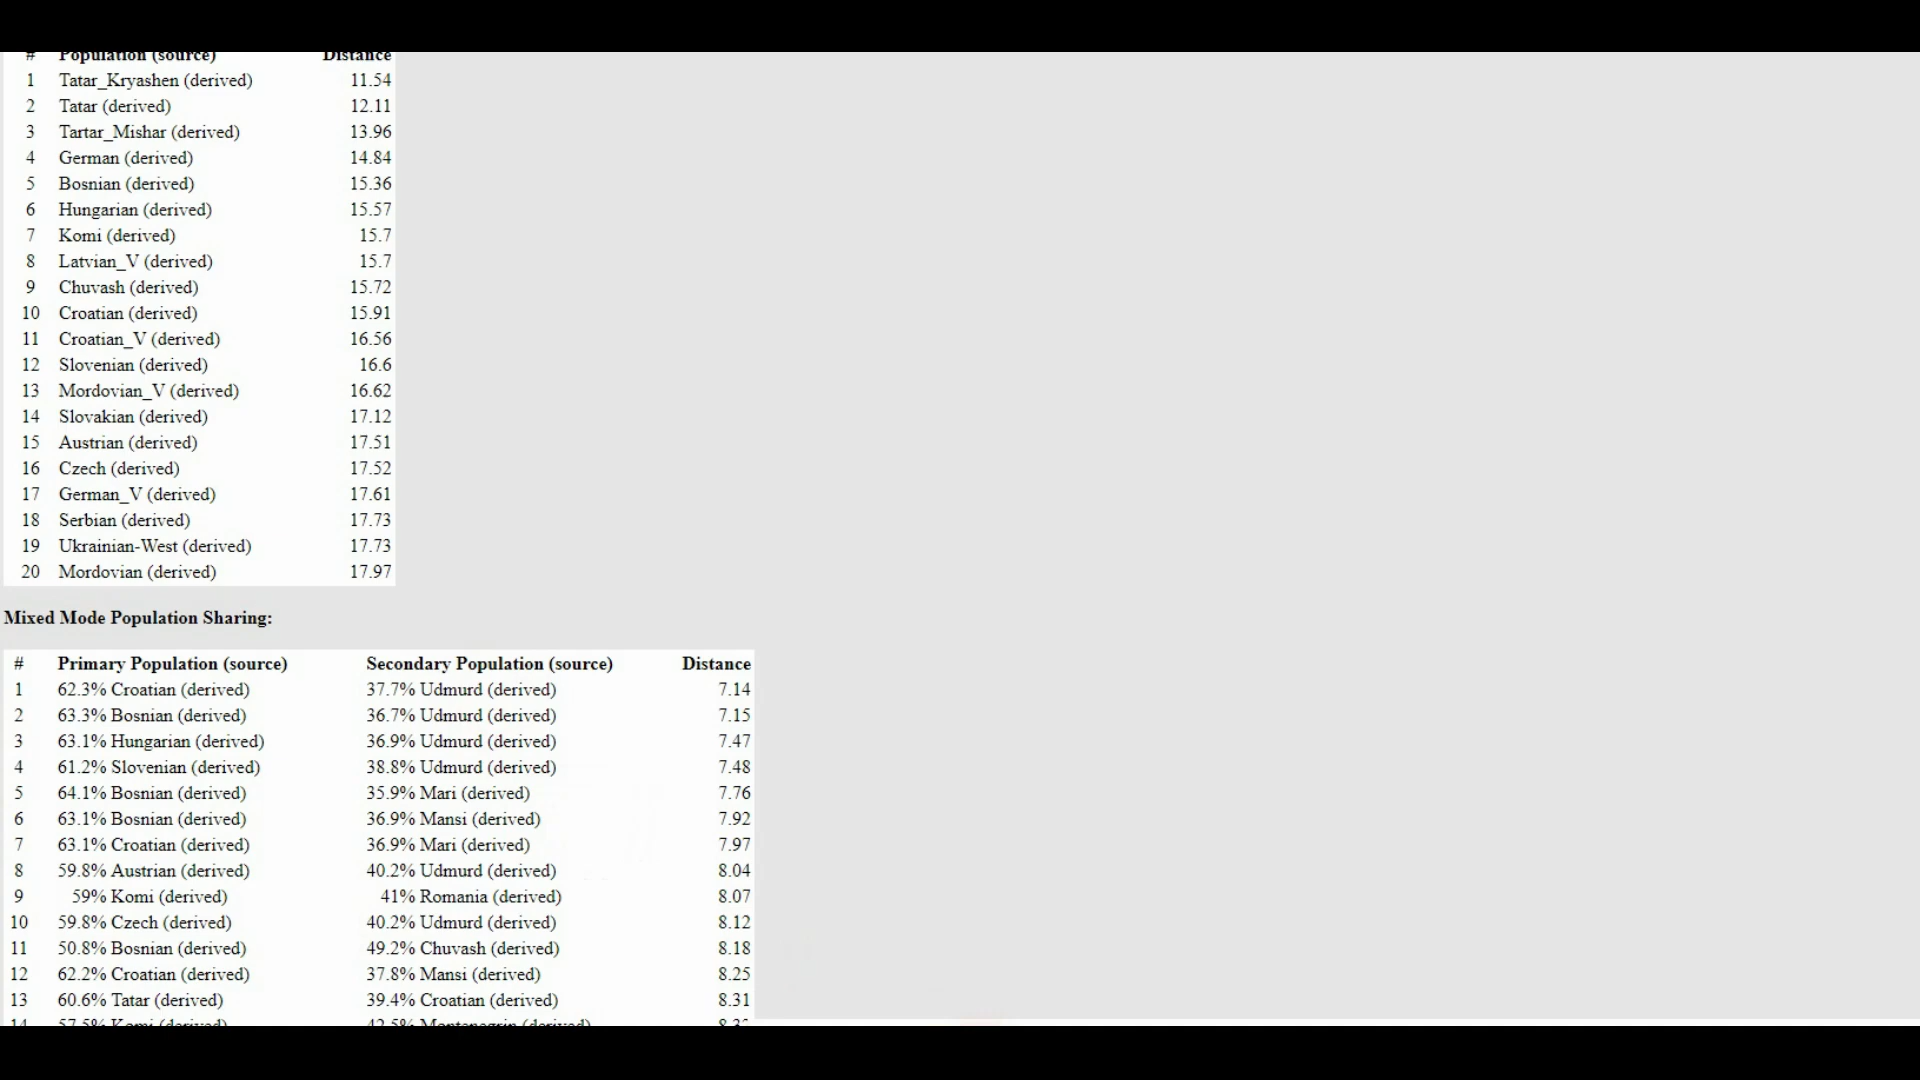 # Population (source) Distance
1 Tatar_Kryashen (derived) 11.54
2 Tatar (derived) 12.11
3 Tartar_Mishar (derived) 13.96
4 German (derived) 14.84
5 Bosnian (derived) 15.36
6 Hungarian (derived) 15.57
7 Komi (derived) 15.7
8 Latvian_V (derived) 15.7
9 Chuvash (derived) 15.72
10 Croatian (derived) 15.91
11 Croatian_V (derived) 16.56
12 Slovenian (derived) 16.6
13 Mordovian_V (derived) 16.62
14 Slovakian (derived) 17.12
15 Austrian (derived) 17.51
16 Czech (derived) 17.52
17 German_V (derived) 17.61
18 Serbian (derived) 17.73
19 Ukrainian-West (derived) 17.73
20 Mordovian (derived) 17.97
Mixed Mode Population Sharing:
# Primary Population (source) Secondary Population (source) Distance
1 62.3% Croatian (derived) 37.7% Udmurd (derived) 7.14
2 63.3% Bosnian (derived) 36.7% Udmurd (derived) 7.15
3 63.1% Hungarian (derived) 36.9% Udmurd (derived) 7.47
4 61.2% Slovenian (derived) 38.8% Udmurd (derived) 7.48
5 64.1% Bosnian (derived) 35.9% Mari (derived) 7.76
6 63.1% Bosnian (derived) 36.9% Mansi (derived) 7.92
7 63.1% Croatian (derived) 36.9% Mari (derived) 7.97
8 59.8% Austrian (derived) 40.2% Udmurd (derived) 8.04
9 59% Komi (derived) 41% Romania (derived) 8.07
10 59.8% Czech (derived) 40.2% Udmurd (derived) 8.12
11 50.8% Bosnian (derived) 49.2% Chuvash (derived) 8.18
12 62.2% Croatian (derived) 37.8% Mansi (derived) 8.25
13 60.6% Tatar (derived) 39.4% Croatian (derived) 8.31
14 57.5% Komi (derived) 42.5% Montenegrin (derived)